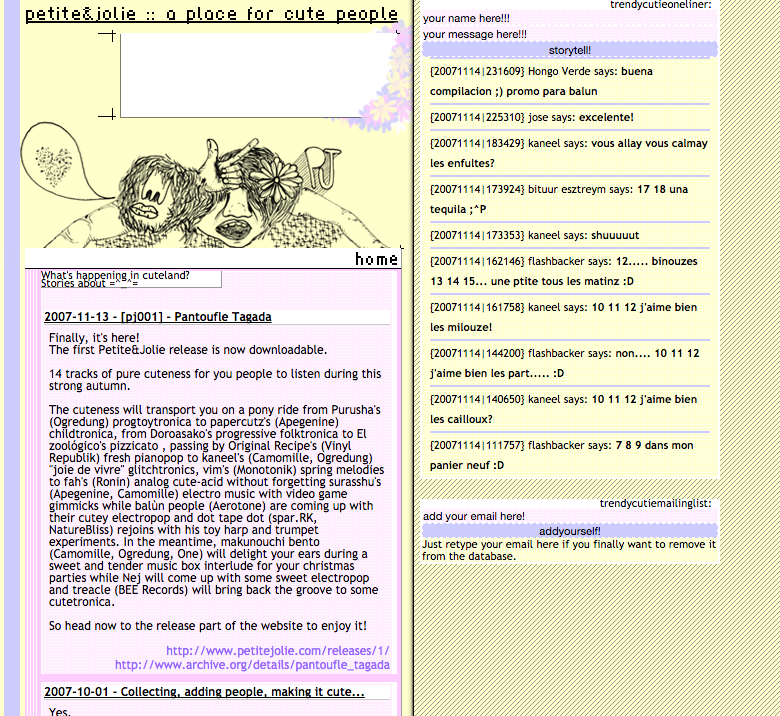 petite&jolie :: a place for cute people
home
What's happening in cuteland?
Stories about =^_^=
2007-11-13 - [pj001] - Pantoufle Tagada
Finally, it's here!
The first Petite&Jolie release is now downloadable.
14 tracks of pure cuteness for you people to listen during this
strong autumn.
The cuteness will transport you on a pony ride from Purusha's
(Ogredung) progtoytronica to papercutz's (Apegenine)
childtronica, from Doroasako's progressive folktronica to El
zoológico's pizzicato , passing by Original Recipe's (Vinyl
Republik) fresh pianopop to kaneel's (Camomille, Ogredung)
"joie de vivre" glitchtronics, vim's (Monotonik) spring melodies
to fah's (Ronin) analog cute-acid without forgetting surasshu's
(Apegenine, Camomille) electro music with video game
gimmicks while balún people (Aerotone) are coming up with
their cutey electropop and dot tape dot (spar.RK,
NatureBliss) rejoins with his toy harp and trumpet
experiments. In the meantime, makunouchi bento
(Camomille, Ogredung, One) will delight your ears during a
sweet and tender music box interlude for your christmas
parties while Nej will come up with some sweet electropop
and treacle (BEE Records) will bring back the groove to some
cutetronica.
So head now to the release part of the website to enjoy it!
http://www.petitejolie.com/releases/1/
http://www.archive.org/details/pantoufle_tagada
2007-10-01 - Collecting, adding people, making it cute...
Yes.
trendycutieoneliner:
your name here!!!
your message here!!!
storytell!
{20071114|231609} Hongo Verde says: buena
compilacion ;) promo para balun
{20071114|225310} jose says: excelente!
{20071114|183429} kaneel says: vous allay vous calmay
les enfultes?
{20071114|173924} bituur esztreym says: 17 18 una
tequila ;^P
{20071114|173353} kaneel says: shuuuuut
{20071114|162146} flashbacker says: 12..... binouzes
13 14 15... une ptite tous les matinz :D
{20071114|161758} kaneel says: 10 11 12 j'aime bien
les milouze!
{20071114|144200} flashbacker says: non.... 10 11 12
j'aime bien les part..... :D
{20071114|140650} kaneel says: 10 11 12 j'aime bien
les cailloux?
{20071114|111757} flashbacker says: 7 8 9 dans mon
panier neuf :D
trendycutiemailinglist:
add your email here!
addyourself!
Just retype your email here if you finally want to remove it
from the database.